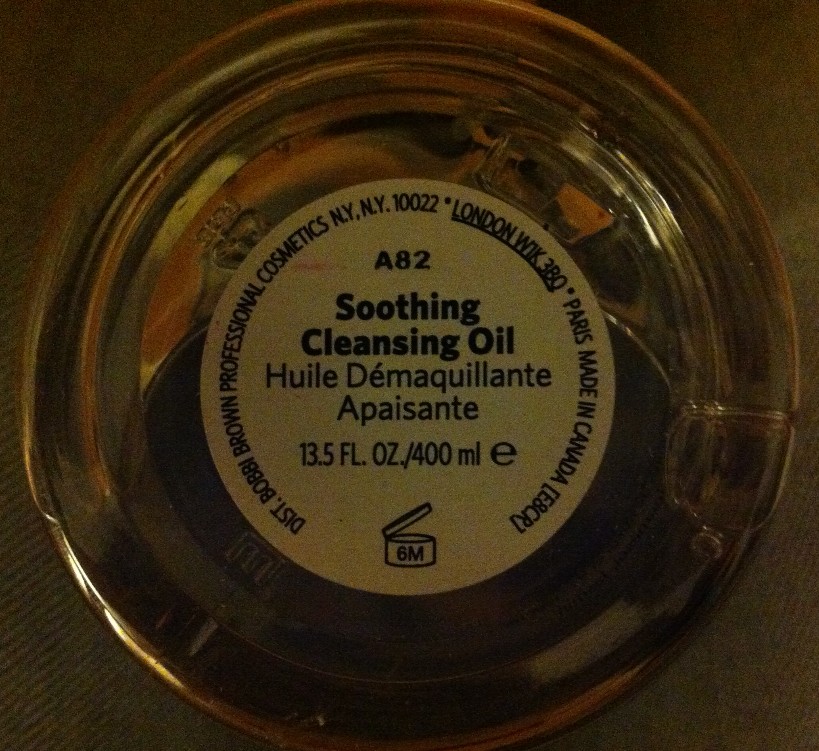 DIST. BOBBI BROWN PROFESSIONAL COSMETICS N.Y., N.Y. 10022 • LONDON W1K 3BQ • PARIS MADE IN CANADA [E8CR]
A82
Soothing
Cleansing Oil
Huile Démaquillante
Apaisante
13.5 FL. OZ./400 ml ℮
6M